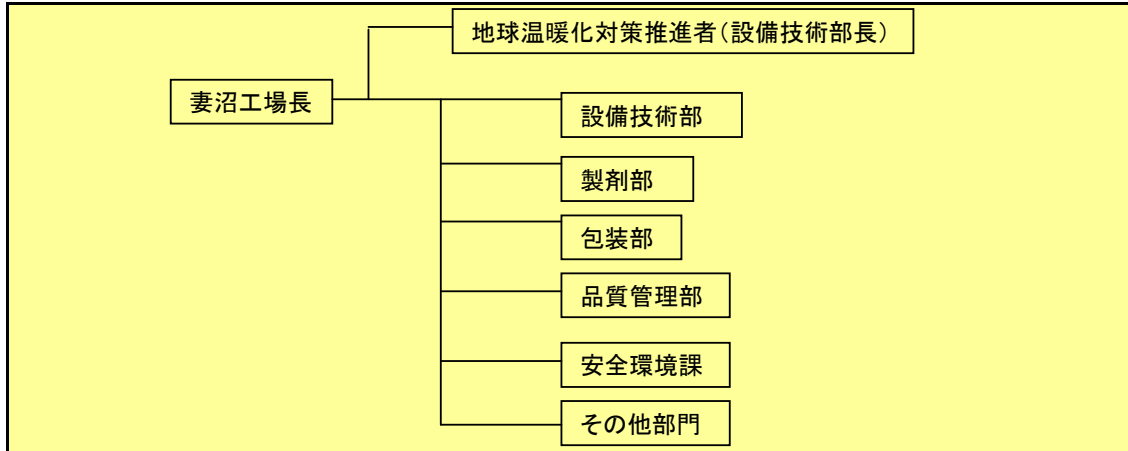 地球温暖化対策推進者（設備技術部長）
妻沼工場長
設備技術部
製剤部
包装部
品質管理部
安全環境課
その他部門